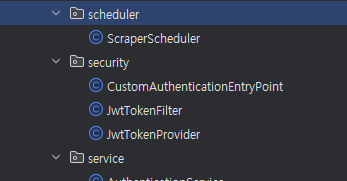 scheduler
ScraperScheduler
security
CustomAuthenticationEntryPoint
JwtTokenFilter
JwtTokenProvider
service